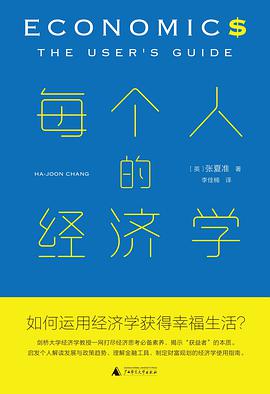 ECONOMIC$
THE USER'S GUIDE
每个人
的
HA-JOON CHANG
[英] 张夏准 著
李佳楠 译
经济学
如何运用经济学获得幸福生活?
剑桥大学经济学教授一网打尽经济思考必备素养,揭示“获益者”的本质。
启发个人解读发展与政策趋势、理解金融工具、制定财富规划的经济学使用指南。
广西师范大学出版社